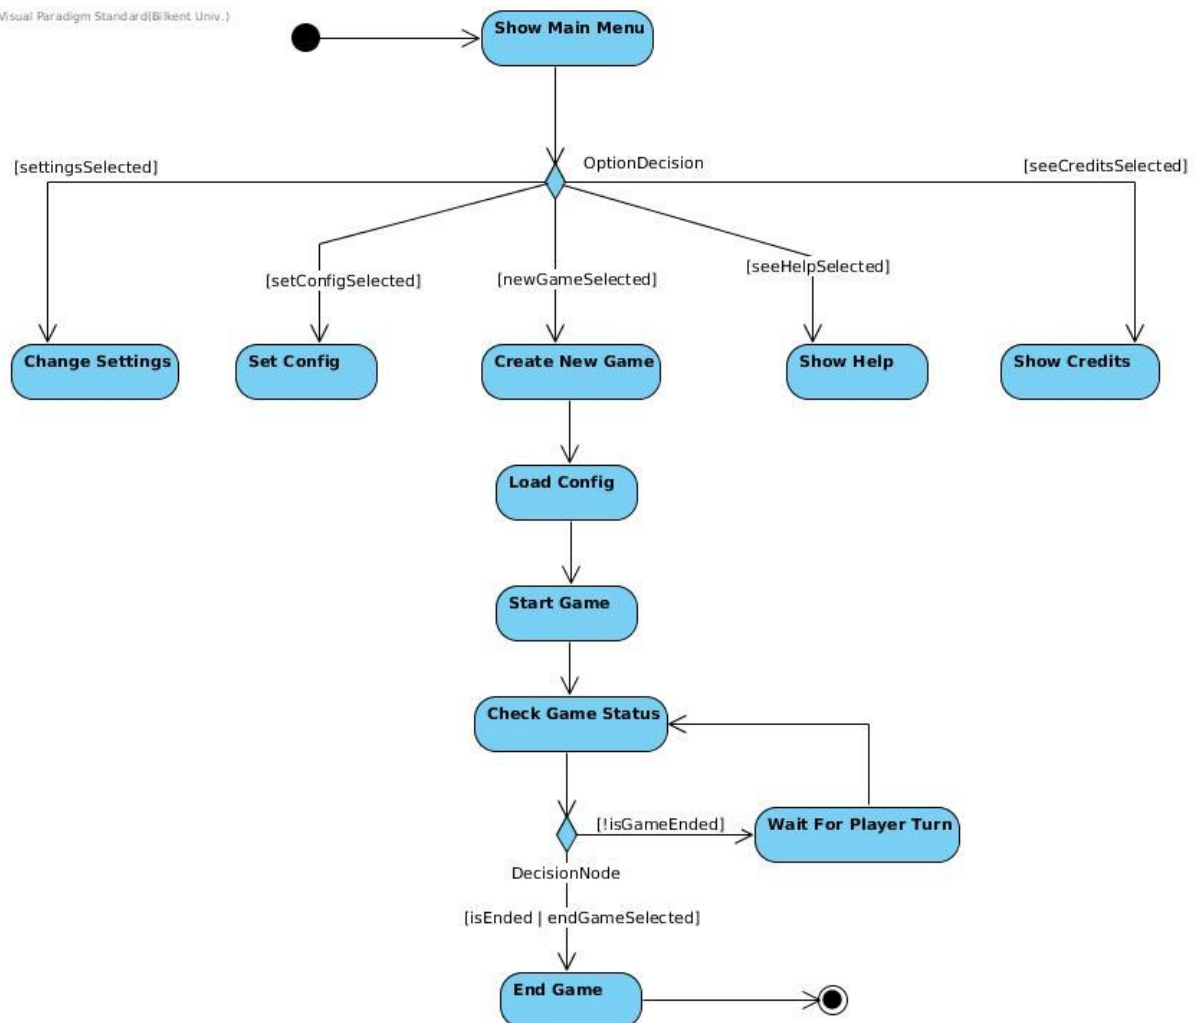 Visual Paradigm Standard(Bilkent Univ.)
Show Main Menu
OptionDecision
[settingsSelected]
[seeCreditsSelected]
[setConfigSelected]
[newGameSelected]
[seeHelpSelected]
Change Settings
Set Config
Create New Game
Show Help
Show Credits
Load Config
Start Game
Check Game Status
[!isGameEnded]
Wait For Player Turn
DecisionNode
[isEnded | endGameSelected]
End Game